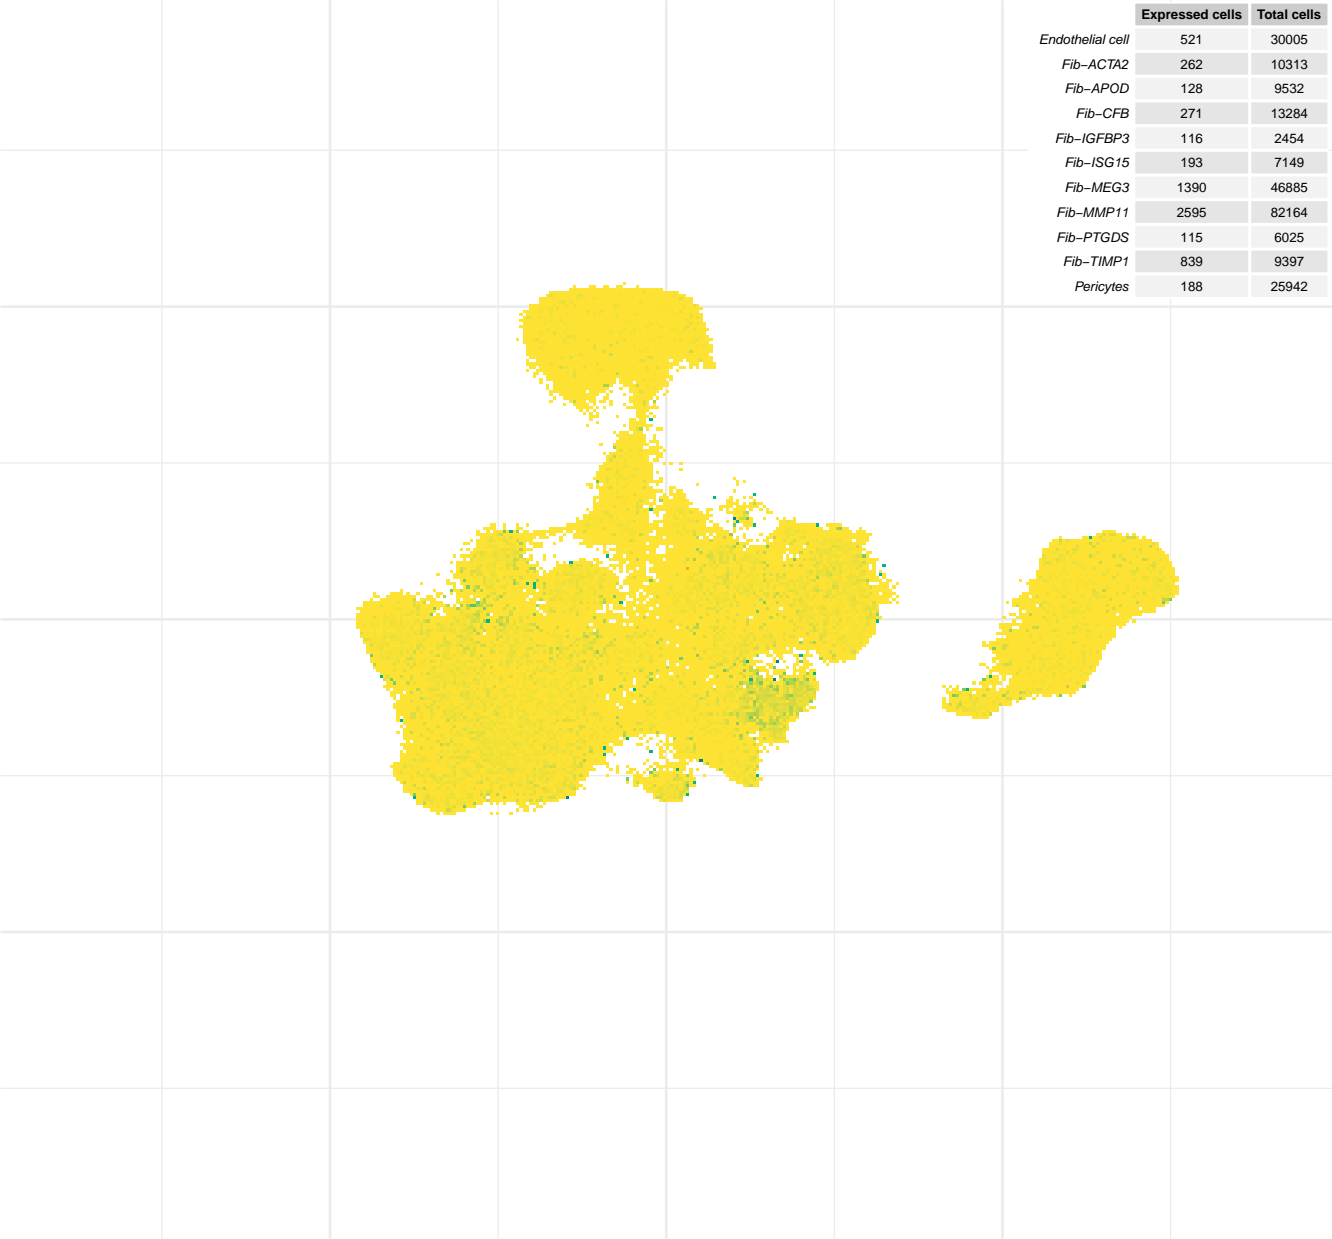 Expressed cells Total cells
Endothelial cell 521 30005
Fib−ACTA2 262 10313
Fib−APOD 128 9532
Fib−CFB 271 13284
Fib−IGFBP3 116 2454
Fib−ISG15 193 7149
Fib−MEG3 1390 46885
Fib−MMP11 2595 82164
Fib−PTGDS 115 6025
Fib−TIMP1 839 9397
Pericytes 188 25942